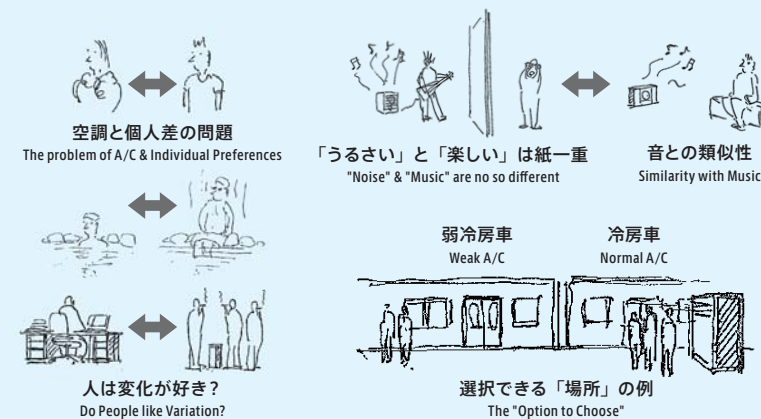 空調と個人差の問題
The problem of A/C & Individual Preferences
「うるさい」と「楽しい」は紙一重
"Noise" & "Music" are no so different
音との類似性
Similarity with Music
弱冷房車
Weak A/C
冷房車
Normal A/C
人は変化が好き?
Do People like Variation?
選択できる「場所」の例
The "Option to Choose"